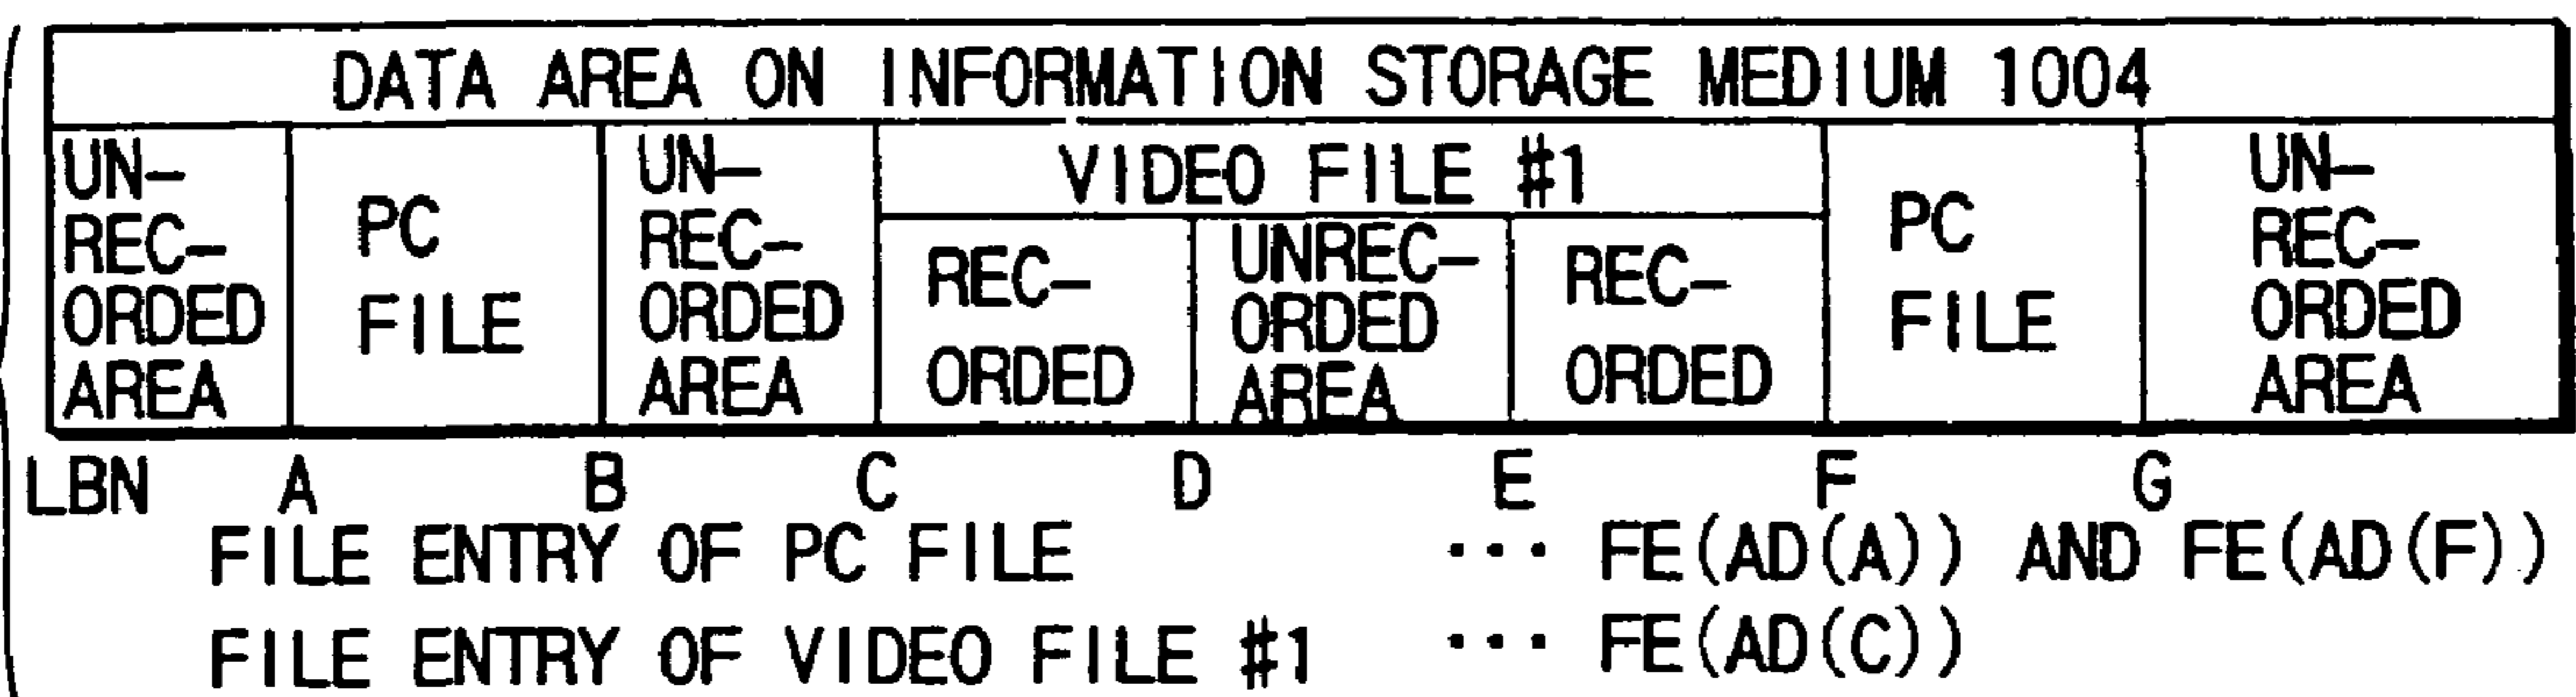 DATA AREA ON INFORMATION STORAGE MEDIUM 1004
UN-
REC-
ORDED
AREA
PC
FILE
UN-
REC-
ORDED
AREA
VIDEO FILE #1
REC-
ORDED
UNREC-
ORDED
AREA
REC-
ORDED
PC
FILE
UN-
REC-
ORDED
AREA
LBN A B C D E F G
FILE ENTRY OF PC FILE ··· FE(AD(A)) AND FE(AD(F))
FILE ENTRY OF VIDEO FILE #1 ··· FE(AD(C))